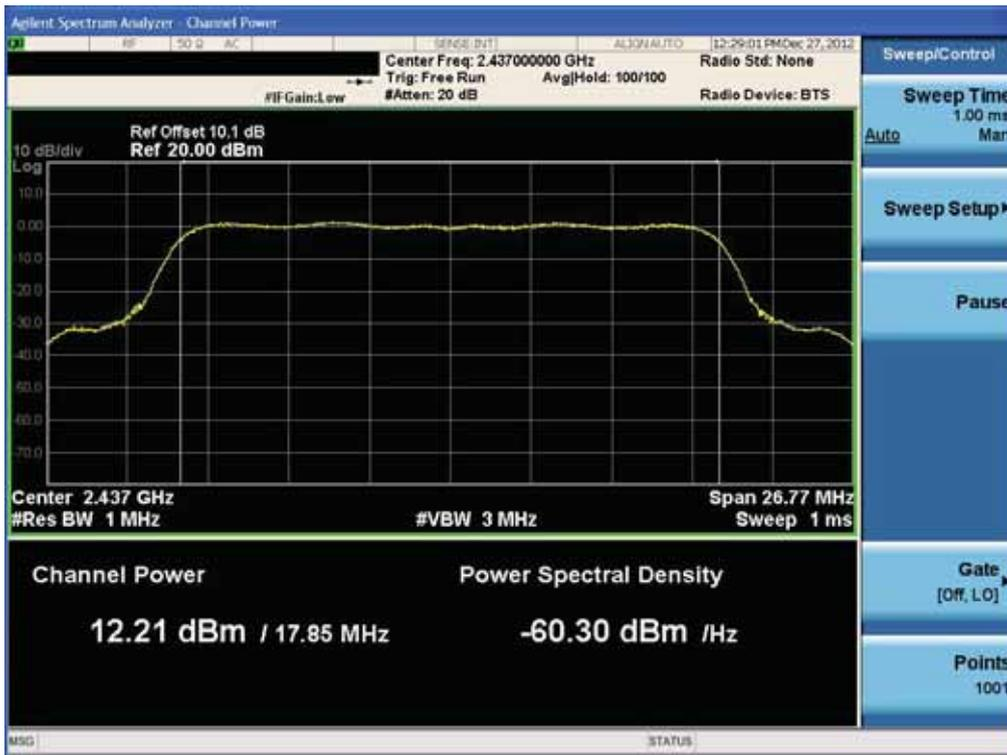 Agilent Spectrum Analyzer - Channel Power
RF 50 Ω AC SENSE:INT ALIGN AUTO 12:29:01 PM Dec 27, 2012
Center Freq: 2.437000000 GHz Radio Std: None
Trig: Free Run Avg|Hold: 100/100
#IFGain:Low #Atten: 20 dB Radio Device: BTS
Ref Offset 10.1 dB
10 dB/div Ref 20.00 dBm
Log
10.0
0.00
-10.0
-20.0
-30.0
-40.0
-50.0
-60.0
-70.0
Center 2.437 GHz Span 26.77 MHz
#Res BW 1 MHz #VBW 3 MHz Sweep 1 ms
Channel Power Power Spectral Density
12.21 dBm / 17.85 MHz -60.30 dBm /Hz
MSG STATUS
Sweep/Control
Sweep Time
1.00 ms
Auto Man
Sweep Setup
Pause
Gate
[Off, LO]
Points
1001